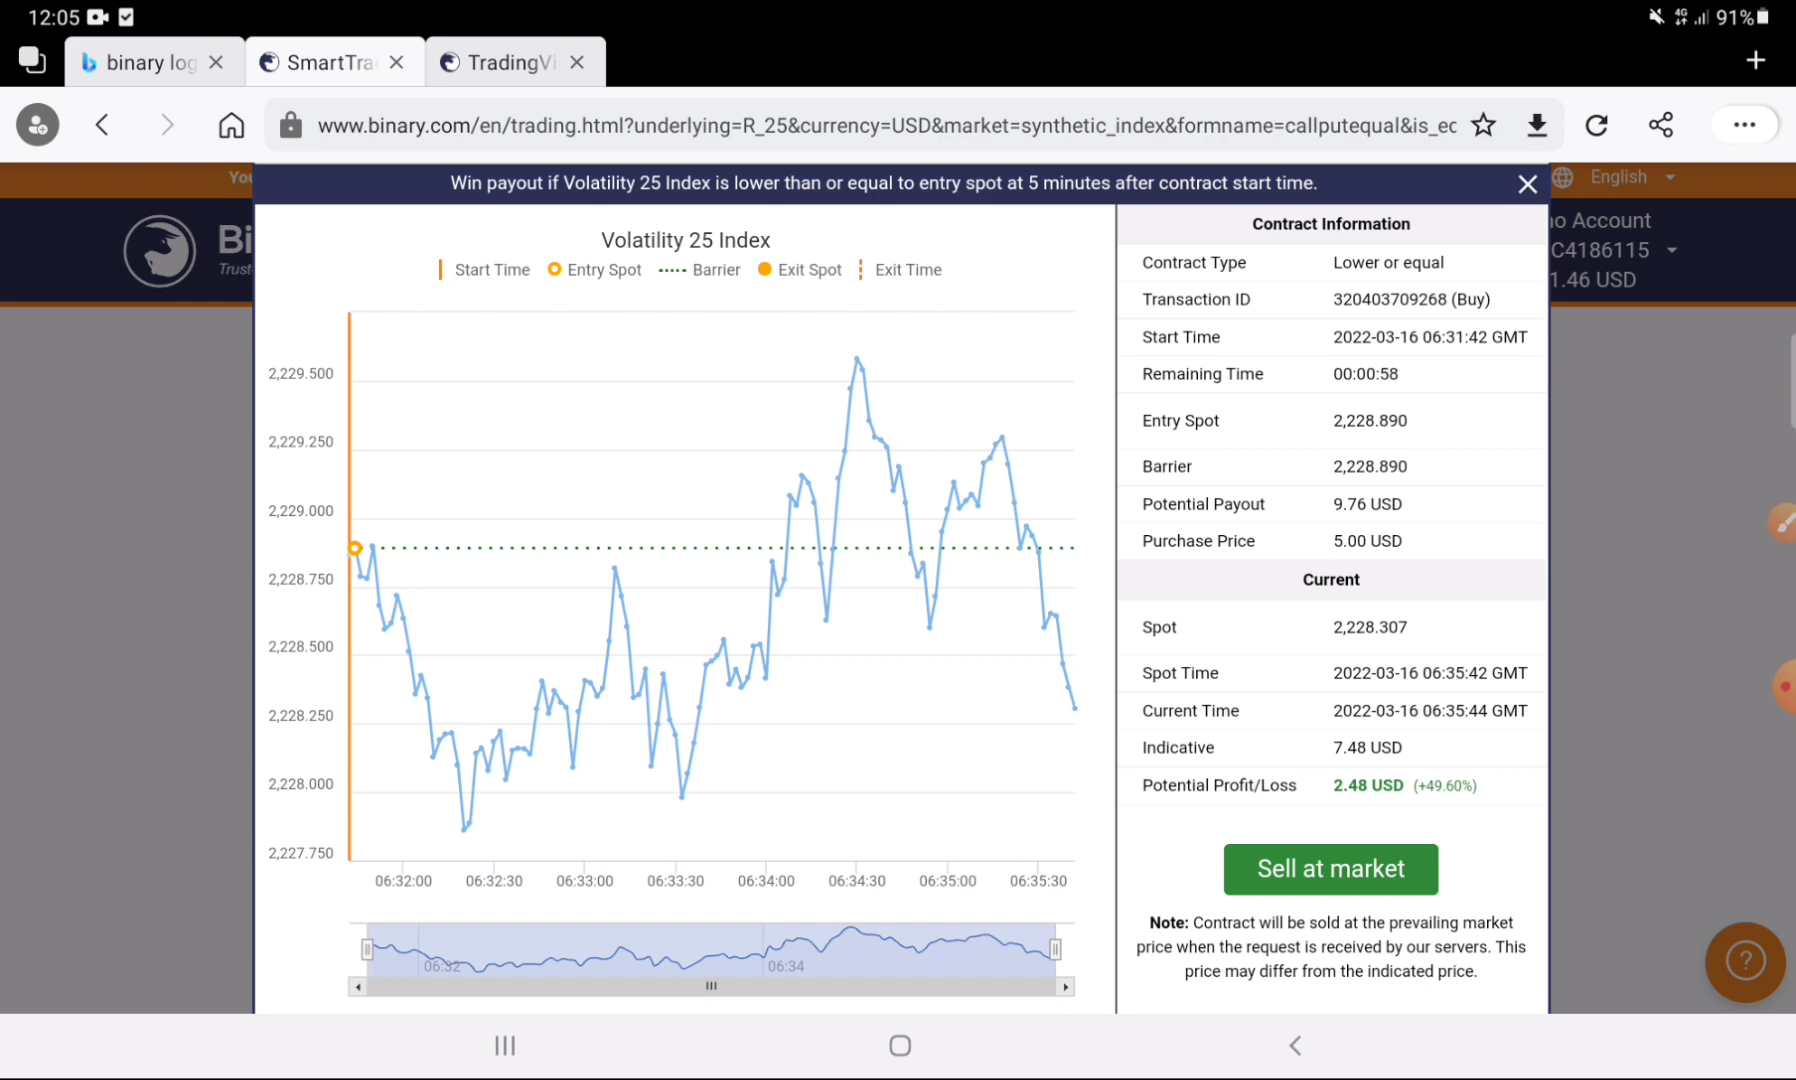 12:05
4G 91%
binary log
SmartTra
TradingVi
www.binary.com/en/trading.html?underlying=R_25&currency=USD&market=synthetic_index&formname=callputequal&is_ec
You
Win payout if Volatility 25 Index is lower than or equal to entry spot at 5 minutes after contract start time.
English
Bi
Trust
no Account
C4186115
1.46 USD
Volatility 25 Index
Start Time Entry Spot Barrier Exit Spot Exit Time
2,229.500
2,229.250
2,229.000
2,228.750
2,228.500
2,228.250
2,228.000
2,227.750
06:32:00 06:32:30 06:33:00 06:33:30 06:34:00 06:34:30 06:35:00 06:35:30
06:32 06:34
Contract Information
Contract Type Lower or equal
Transaction ID 320403709268 (Buy)
Start Time 2022-03-16 06:31:42 GMT
Remaining Time 00:00:58
Entry Spot 2,228.890
Barrier 2,228.890
Potential Payout 9.76 USD
Purchase Price 5.00 USD
Current
Spot 2,228.307
Spot Time 2022-03-16 06:35:42 GMT
Current Time 2022-03-16 06:35:44 GMT
Indicative 7.48 USD
Potential Profit/Loss 2.48 USD (+49.60%)
Sell at market
Note: Contract will be sold at the prevailing market
price when the request is received by our servers. This
price may differ from the indicated price.